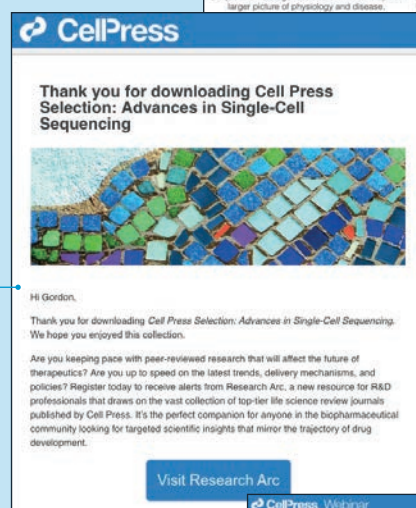 larger picture of physiology and disease.
CellPress
Thank you for downloading Cell Press
Selection: Advances in Single-Cell
Sequencing
Hi Gordon,
Thank you for downloading Cell Press Selection: Advances in Single-Cell Sequencing.
We hope you enjoyed this collection.
Are you keeping pace with peer-reviewed research that will affect the future of
therapeutics? Are you up to speed on the latest trends, delivery mechanisms, and
policies? Register today to receive alerts from Research Arc, a new resource for R&D
professionals that draws on the vast collection of top-tier life science review journals
published by Cell Press. It's the perfect companion for anyone in the biopharmaceutical
community looking for targeted scientific insights that mirror the trajectory of drug
development.
Visit Research Arc
CellPress Webinar